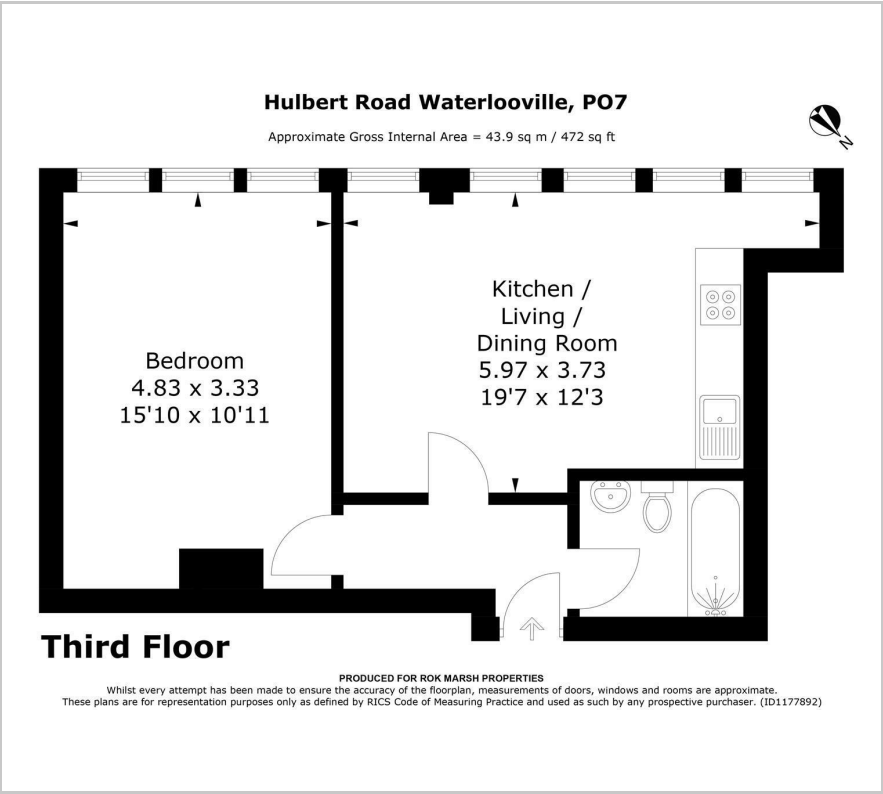 Hulbert Road Waterlooville, PO7
Approximate Gross Internal Area = 43.9 sq m / 472 sq ft
N
Kitchen /
Living /
Dining Room
5.97 x 3.73
19'7 x 12'3
Bedroom
4.83 x 3.33
15'10 x 10'11
Third Floor
PRODUCED FOR ROK MARSH PROPERTIES
Whilst every attempt has been made to ensure the accuracy of the floorplan, measurements of doors, windows and rooms are approximate.
These plans are for representation purposes only as defined by RICS Code of Measuring Practice and used as such by any prospective purchaser. (ID1177892)